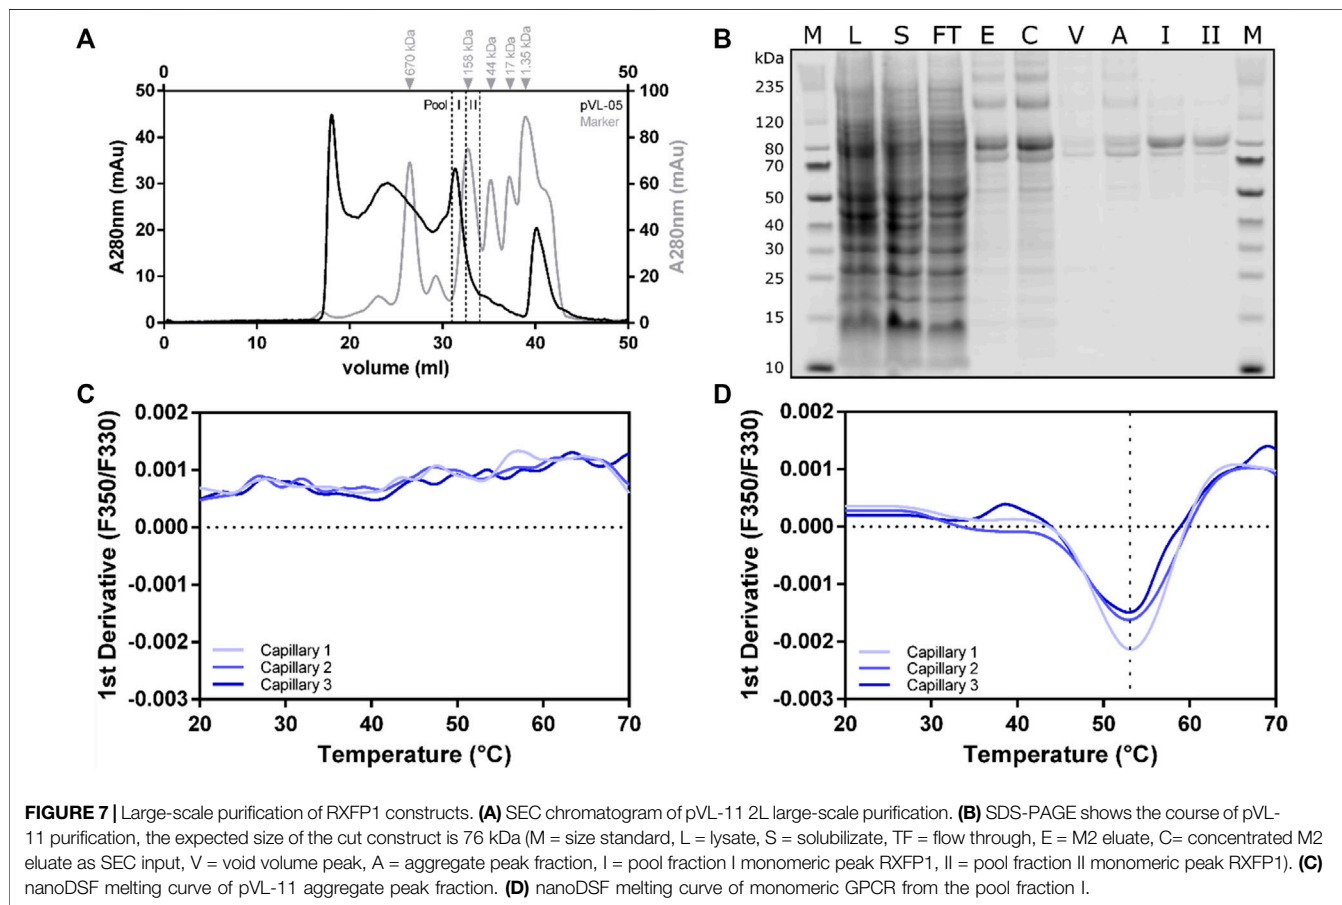 A
670 kDa
158 kDa
44 kDa
17 kDa
1.35 kDa
0
50
50
40
30
20
10
0
A280nm (mAu)
Pool
I
II
pVL-05
Marker
100
80
60
40
20
0
A280nm (mAu)
0
10
20
30
40
50
volume (ml)
B
M L S FT E C V A I II M
kDa
235
120
80
70
50
40
30
25
15
10
C
0.002
0.001
0.000
-0.001
-0.002
-0.003
1st Derivative (F350/F330)
Capillary 1
Capillary 2
Capillary 3
20 30 40 50 60 70
Temperature (°C)
D
0.002
0.001
0.000
-0.001
-0.002
-0.003
1st Derivative (F350/F330)
Capillary 1
Capillary 2
Capillary 3
20 30 40 50 60 70
Temperature (°C)
FIGURE 7 | Large-scale purification of RXFP1 constructs. (A) SEC chromatogram of pVL-11 2L large-scale purification. (B) SDS-PAGE shows the course of pVL-
11 purification, the expected size of the cut construct is 76 kDa (M = size standard, L = lysate, S = solubilizate, TF = flow through, E = M2 eluate, C= concentrated M2
eluate as SEC input, V = void volume peak, A = aggregate peak fraction, I = pool fraction I monomeric peak RXFP1, II = pool fraction II monomeric peak RXFP1). (C)
nanoDSF melting curve of pVL-11 aggregate peak fraction. (D) nanoDSF melting curve of monomeric GPCR from the pool fraction I.